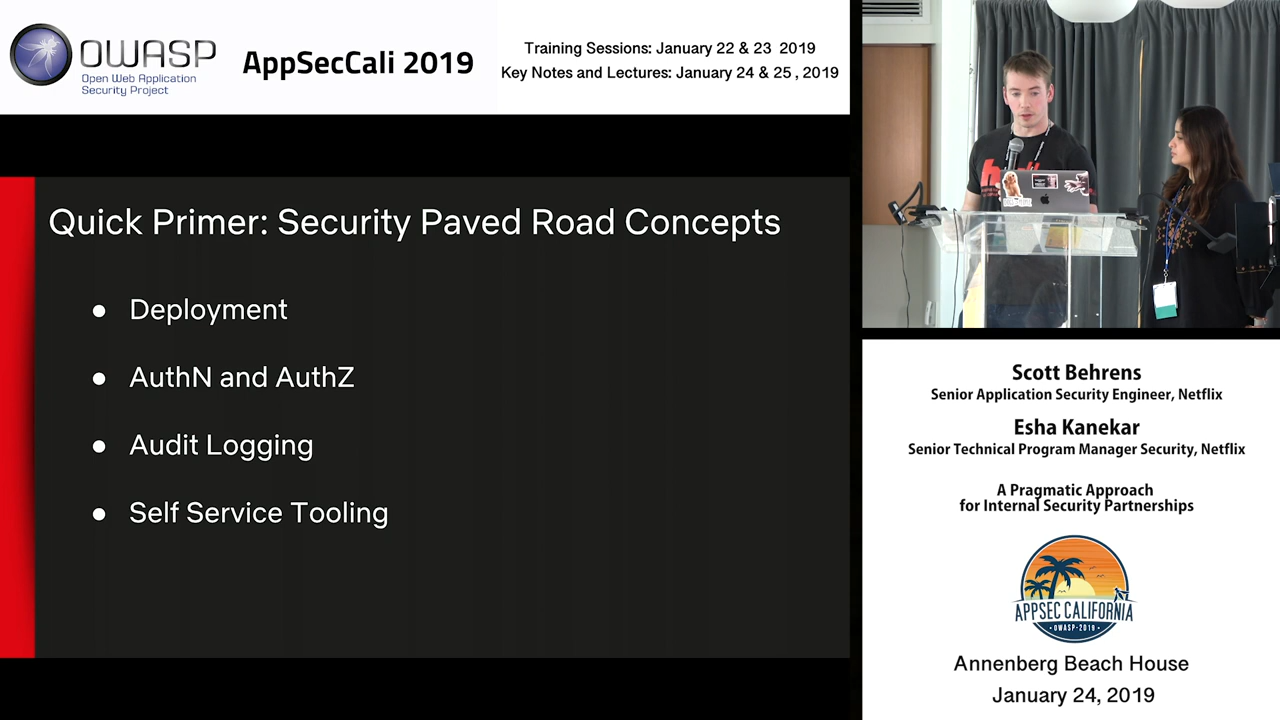 OWASP
Open Web Application
Security Project
AppSecCali 2019
Training Sessions: January 22 & 23 2019
Key Notes and Lectures: January 24 & 25, 2019
Quick Primer: Security Paved Road Concepts
● Deployment
● AuthN and AuthZ
● Audit Logging
● Self Service Tooling
Scott Behrens
Senior Application Security Engineer, Netflix
Esha Kanekar
Senior Technical Program Manager Security, Netflix
A Pragmatic Approach
for Internal Security Partnerships
APPSEC CALIFORNIA
• OWASP-2019 •
Annenberg Beach House
January 24, 2019